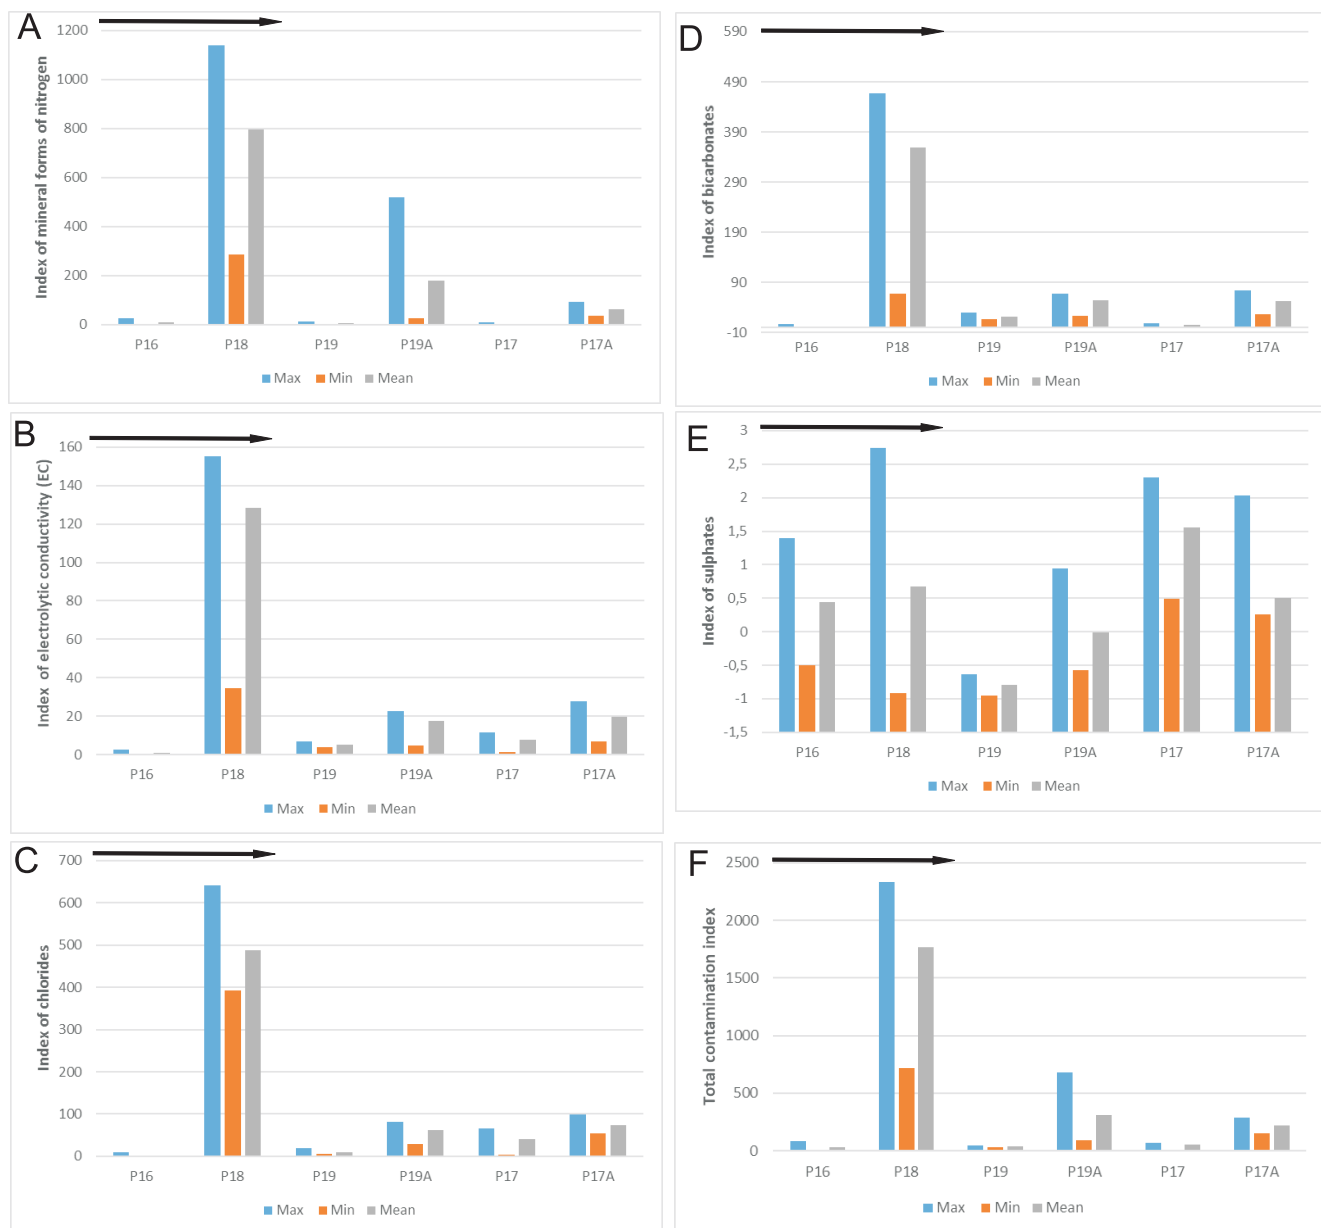 A
Index of mineral forms of nitrogen
1200
1000
800
600
400
200
0
P16 P18 P19 P19A P17 P17A
Max Min Mean
B
Index of electrolytic conductivity (EC)
160
140
120
100
80
60
40
20
0
P16 P18 P19 P19A P17 P17A
Max Min Mean
C
Index of chlorides
700
600
500
400
300
200
100
0
P16 P18 P19 P19A P17 P17A
Max Min Mean
D
Index of bicarbonates
590
490
390
290
190
90
-10
P16 P18 P19 P19A P17 P17A
Max Min Mean
E
Index of sulphates
3
2,5
2
1,5
1
0,5
0
-0,5
-1
-1,5
P16 P18 P19 P19A P17 P17A
Max Min Mean
F
Total contamination index
2500
2000
1500
1000
500
0
P16 P18 P19 P19A P17 P17A
Max Min Mean